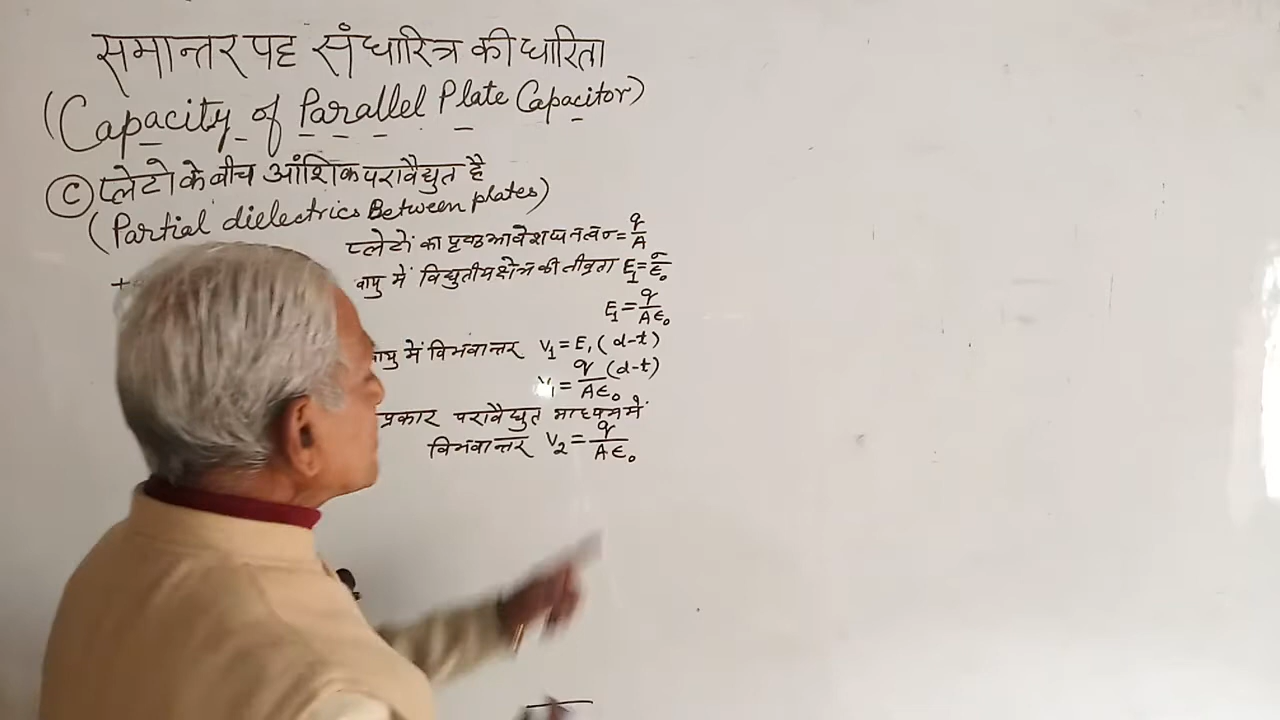 समान्तर पट्ट संधारित्र की धारिता
(Capacity of Parallel Plate Capacitor)
(C) प्लेटो के बीच आंशिक परावैद्युत है
(Partial dielectrics Between plates)
प्लेटों का पृष्ठ आवेश घनत्व = q/A
+
वायु में विद्युतीय क्षेत्र की तीव्रता E₁ = σ/ε₀
E₁ = q/Aε₀
वायु में विभवान्तर V₁ = E₁ (d-t)
V₁ = q/Aε₀ (d-t)
प्रकार परावैद्युत माध्यम में
विभवान्तर V₂ = q/Aε₀